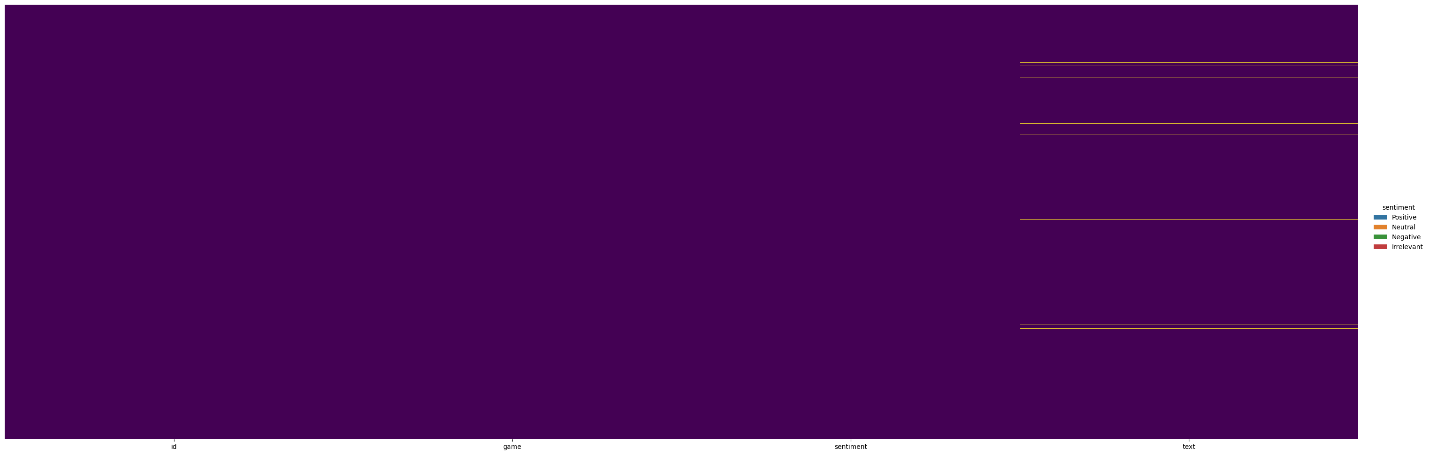 sentiment
Positive
Neutral
Negative
Irrelevant
id
game
sentiment
text